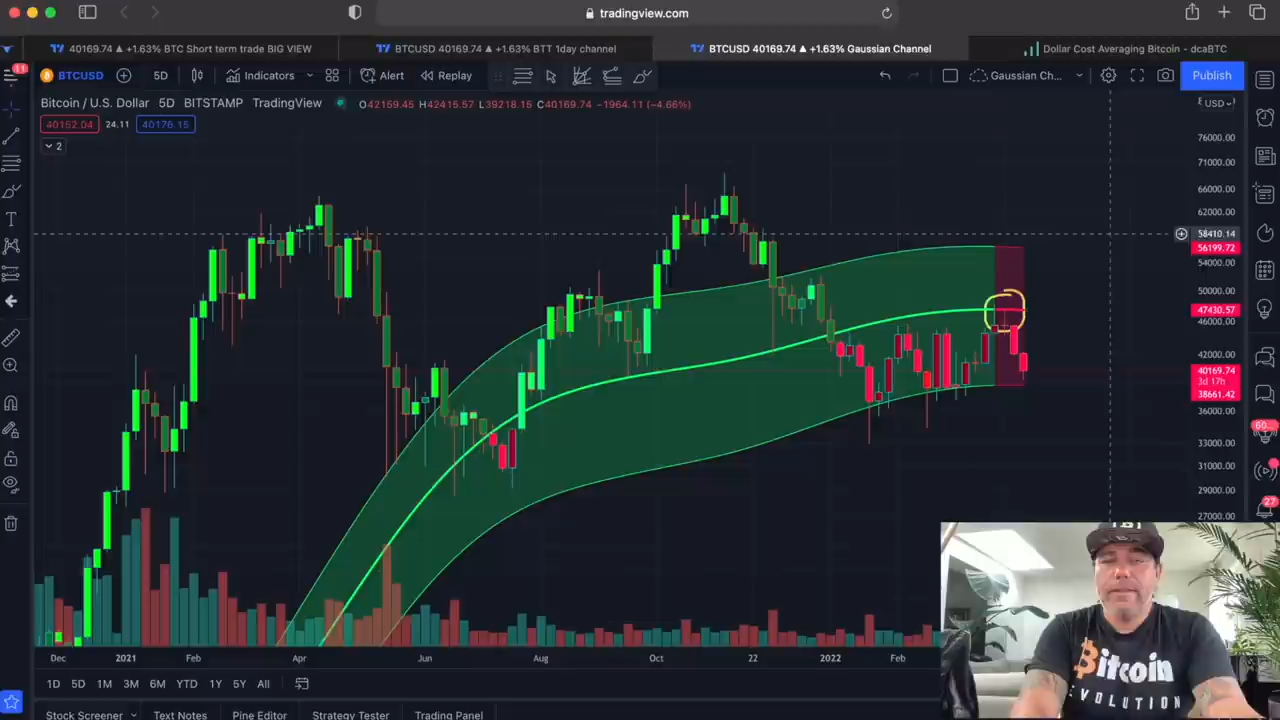 tradingview.com
40169.74 ▲ +1.63% BTC Short term trade BIG VIEW
BTCUSD 40169.74 ▲ +1.63% BTT 1day channel
BTCUSD 40169.74 ▲ +1.63% Gaussian Channel
Dollar Cost Averaging Bitcoin - dcaBTC
11
BTCUSD
5D
Indicators
Alert
Replay
Gaussian Ch...
Publish
Bitcoin / U.S. Dollar 5D BITSTAMP TradingView
O42159.45 H42415.57 L39218.15 C40169.74 −1964.11 (−4.66%)
USD
40152.04 24.11 40176.15
2
76000.00
71000.00
66000.00
62000.00
58410.14
56199.72
54000.00
50000.00
47430.57
46000.00
42000.00
40169.74
3d 17h
38661.42
36000.00
33000.00
31000.00
29000.00
27000.00
60...
27
Bitcoin
EVOLUTION
Dec 2021 Feb Apr Jun Aug Oct 22 2022 Feb
1D 5D 1M 3M 6M YTD 1Y 5Y All
Stock Screener Text Notes Pine Editor Strategy Tester Trading Panel